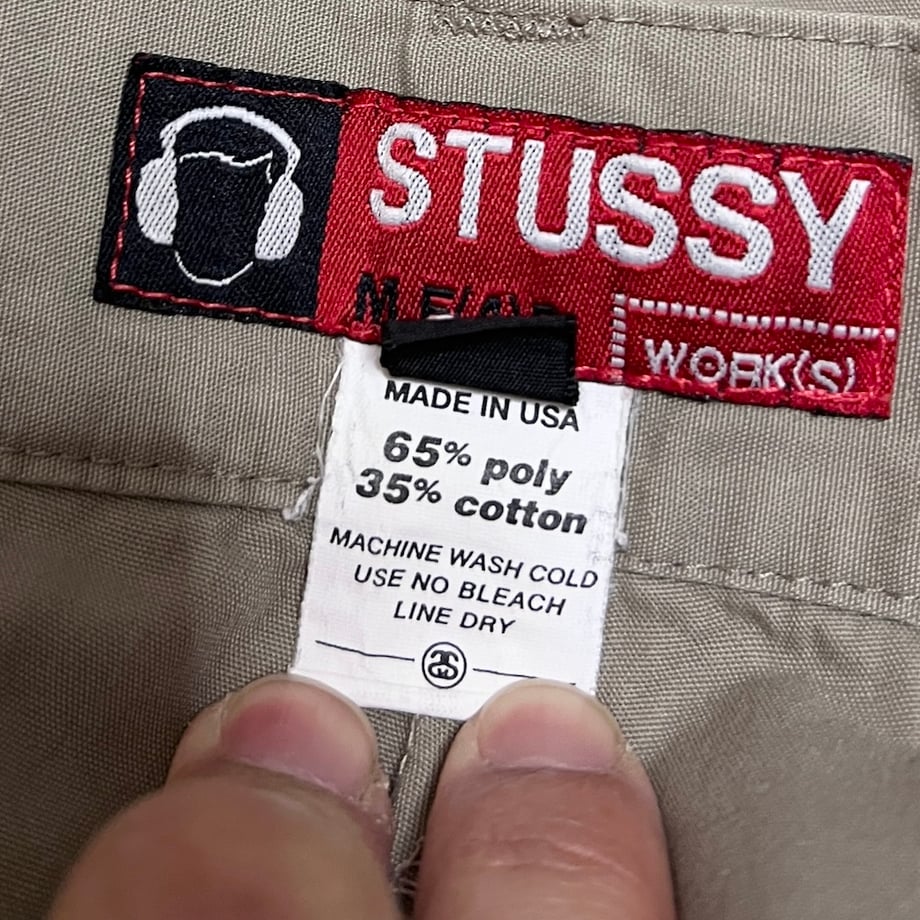 STUSSY
WORK(S)
MADE IN USA
65% poly
35% cotton
MACHINE WASH COLD
USE NO BLEACH
LINE DRY